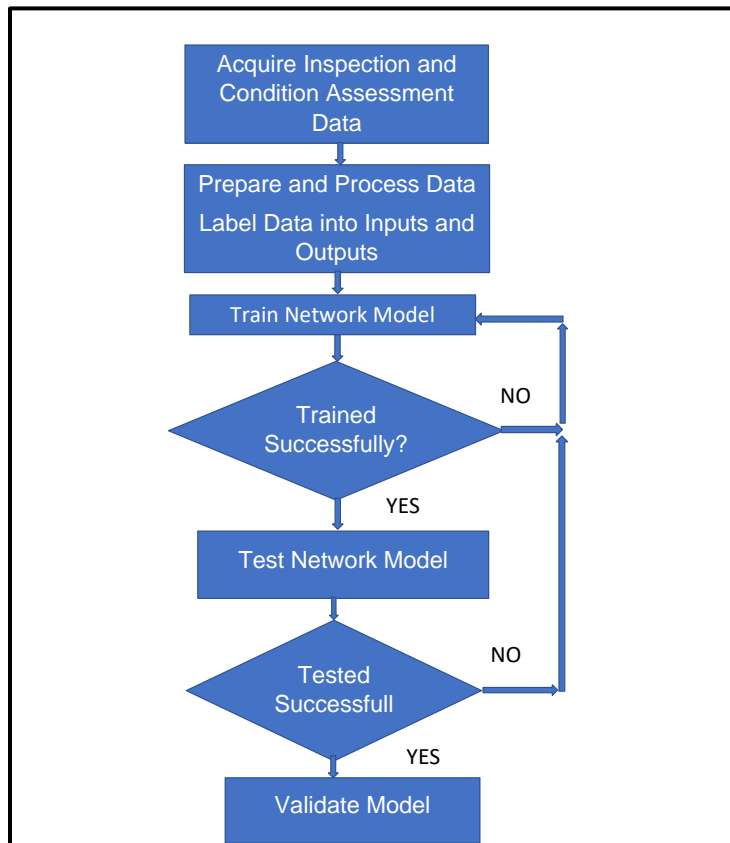 Acquire Inspection and
Condition Assessment
Data
Prepare and Process Data
Label Data into Inputs and
Outputs
Train Network Model
NO
Trained
Successfully?
YES
Test Network Model
NO
Tested
Successfull
YES
Validate Model